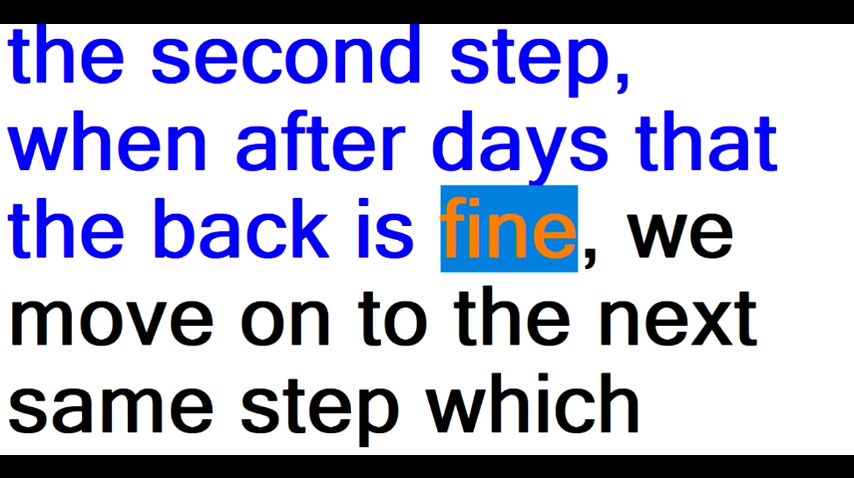 the second step,
when after days that
the back is fine, we
move on to the next
same step which